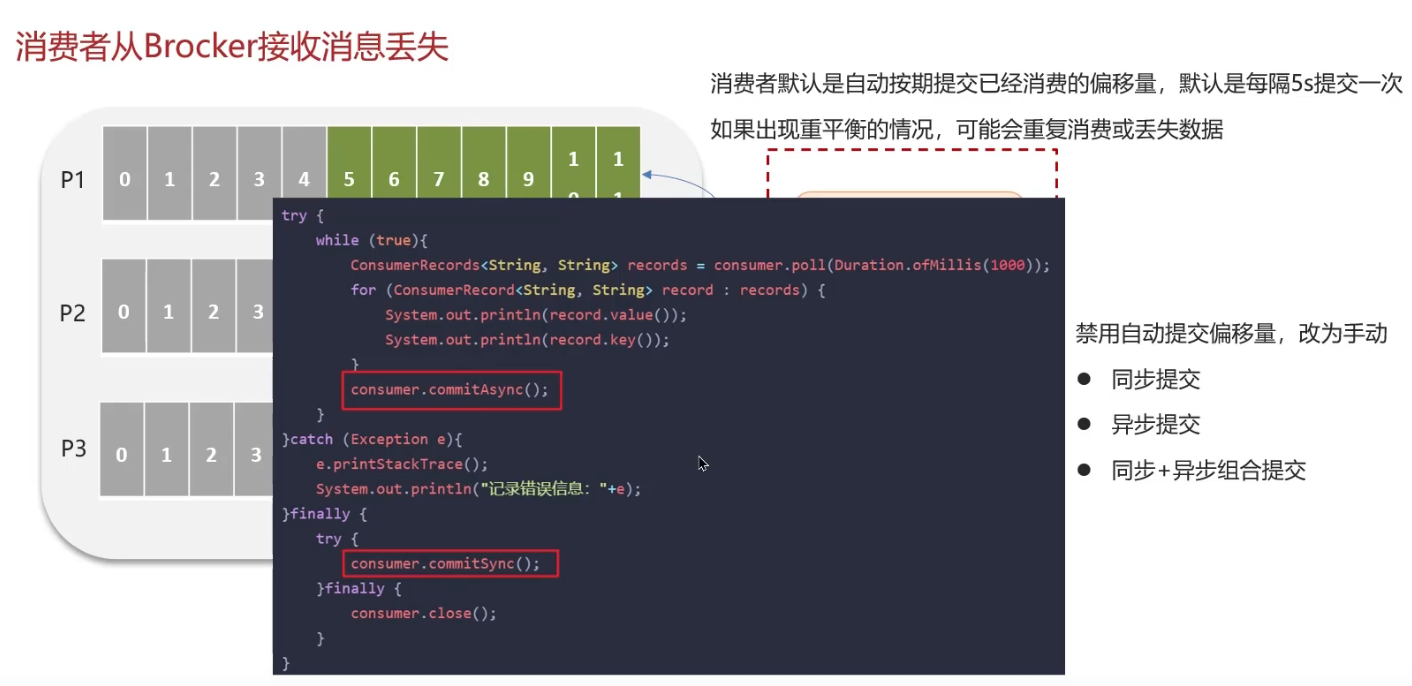 消费者从Brocker接收消息丢失
消费者默认是自动按期提交已经消费的偏移量，默认是每隔5s提交一次
如果出现重平衡的情况，可能会重复消费或丢失数据
P1 0 1 2 3 4 5 6 7 8 9 10 11
P2 0 1 2 3
P3 0 1 2 3
try {
while (true){
ConsumerRecords<String, String> records = consumer.poll(Duration.ofMillis(1000));
for (ConsumerRecord<String, String> record : records) {
System.out.println(record.value());
System.out.println(record.key());
}
consumer.commitAsync();
}
}catch (Exception e){
e.printStackTrace();
System.out.println("记录错误信息："+e);
}finally {
try {
consumer.commitSync();
}finally {
consumer.close();
}
}
禁用自动提交偏移量，改为手动
● 同步提交
● 异步提交
● 同步+异步组合提交